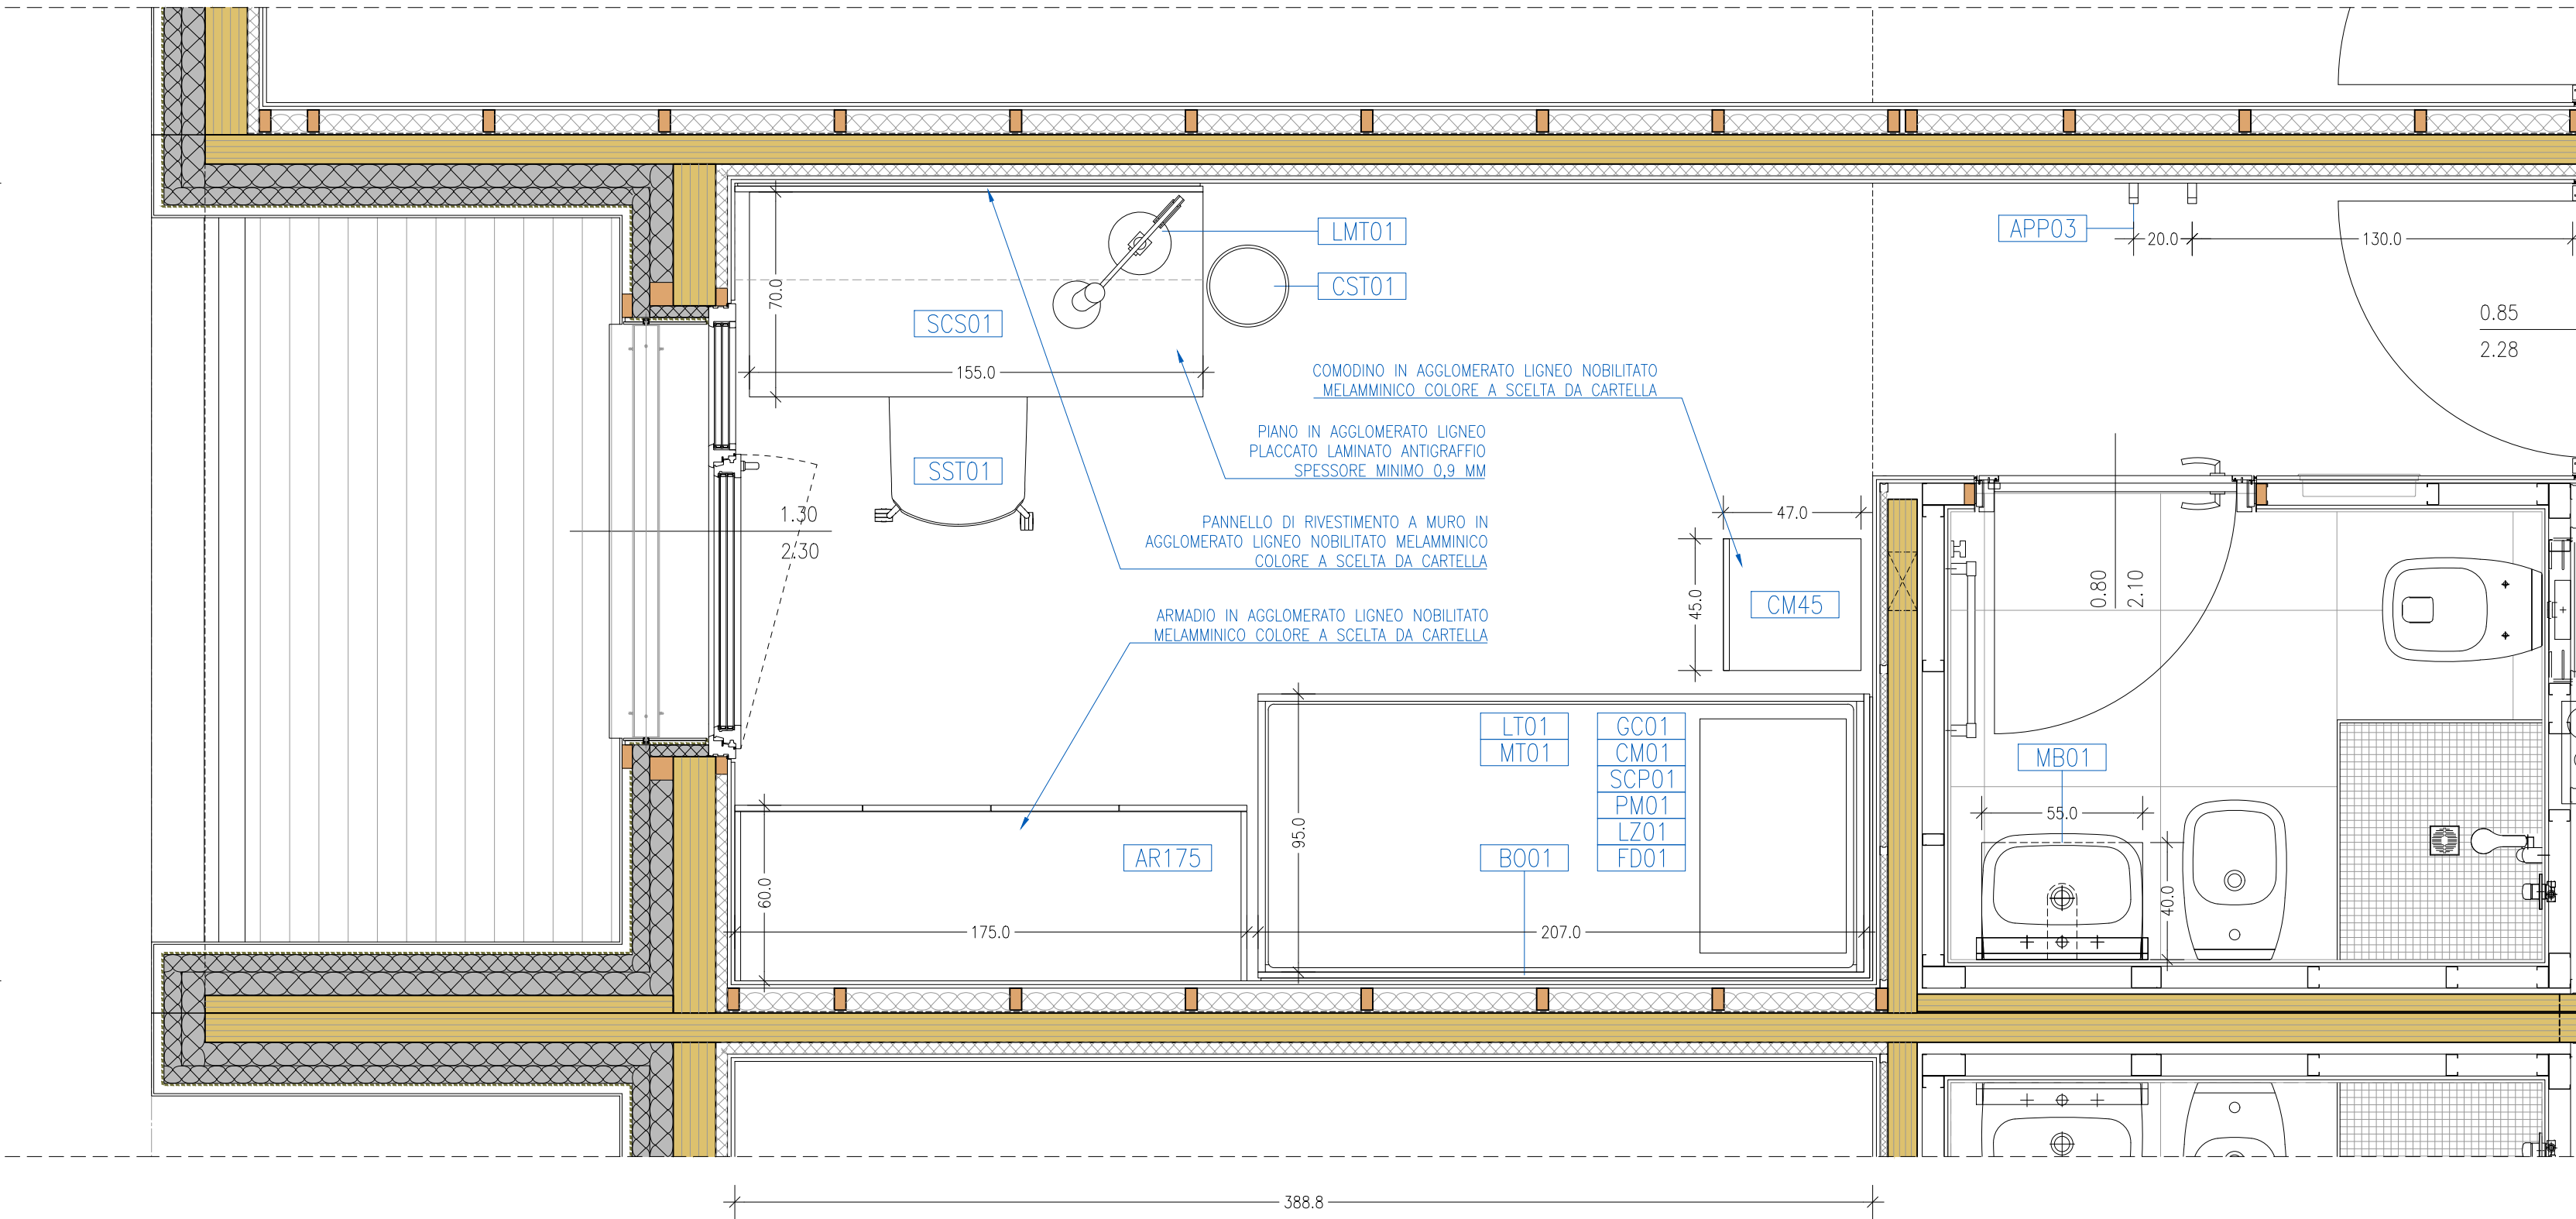 LMT01
APP03
20.0
130.0
CST01
70.0
SCS01
0.85
2.28
155.0
COMODINO IN AGGLOMERATO LIGNEO NOBILITATO
MELAMMINICO COLORE A SCELTA DA CARTELLA
PIANO IN AGGLOMERATO LIGNEO
PLACCATO LAMINATO ANTIGRAFFIO
SPESSORE MINIMO 0,9 MM
SST01
1.30
2.30
PANNELLO DI RIVESTIMENTO A MURO IN
AGGLOMERATO LIGNEO NOBILITATO MELAMMINICO
COLORE A SCELTA DA CARTELLA
47.0
45.0
CM45
0.80
2.10
ARMADIO IN AGGLOMERATO LIGNEO NOBILITATO
MELAMMINICO COLORE A SCELTA DA CARTELLA
LT01
MT01
GC01
CM01
SCP01
PM01
LZ01
FD01
MB01
55.0
95.0
AR175
BO01
60.0
40.0
175.0
207.0
388.8